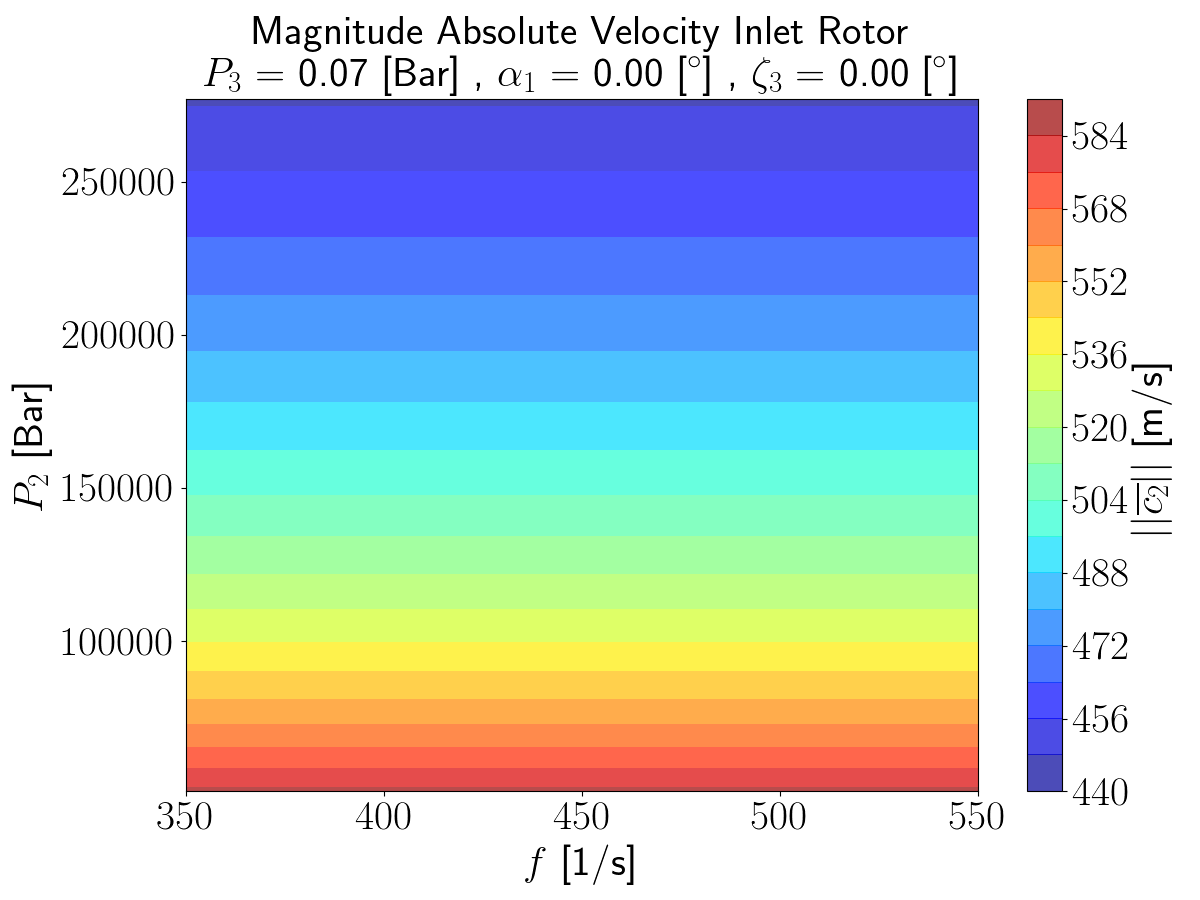 Magnitude Absolute Velocity Inlet Rotor
P₃ = 0.07 [Bar] , α₁ = 0.00 [°] , ζ₃ = 0.00 [°]
250000
200000
150000
100000
P₂ [Bar]
350 400 450 500 550
f [1/s]
584
568
552
536
520
504
488
472
456
440
||c̅₂|| [m/s]